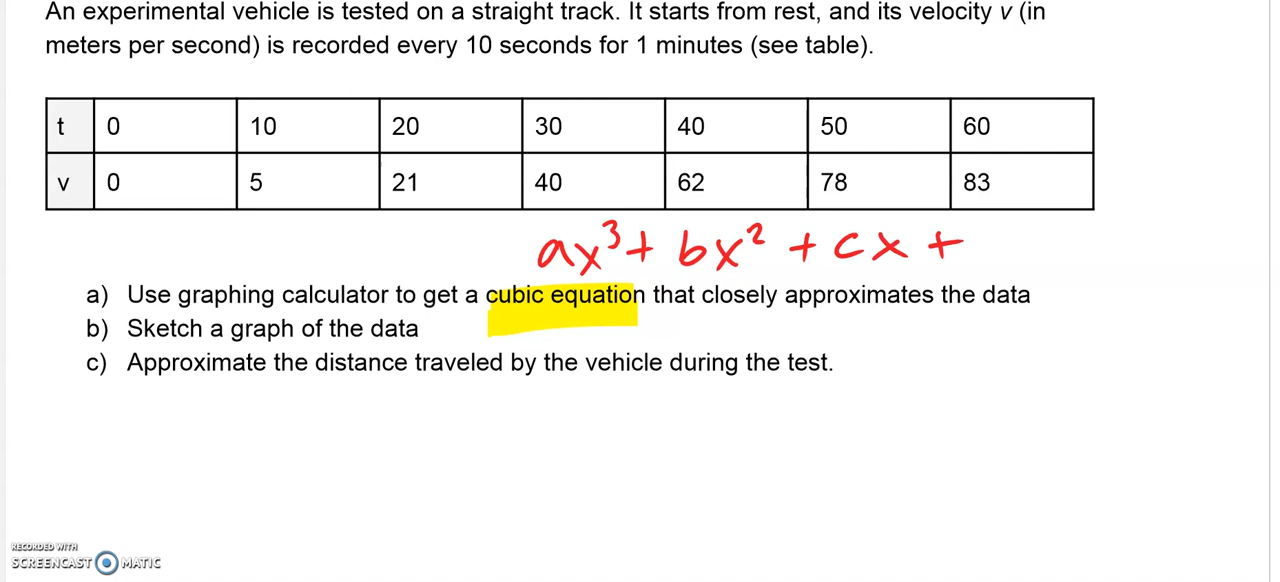 An experimental vehicle is tested on a straight track. It starts from rest, and its velocity v (in
meters per second) is recorded every 10 seconds for 1 minutes (see table).
t 0 10 20 30 40 50 60
v 0 5 21 40 62 78 83
ax³ + bx² + cx +
a) Use graphing calculator to get a cubic equation that closely approximates the data
b) Sketch a graph of the data
c) Approximate the distance traveled by the vehicle during the test.
RECORDED WITH
SCREENCAST MATIC